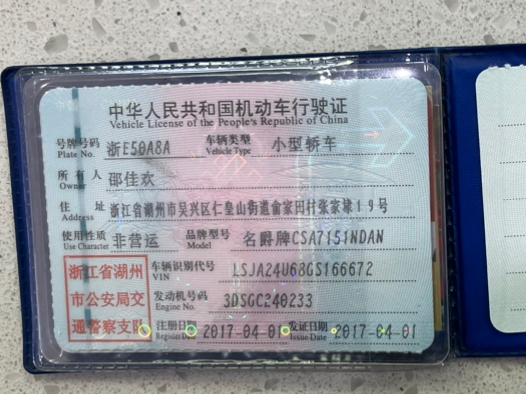 中华人民共和国机动车行驶证
Vehicle License of the People's Republic of China
号牌号码 浙E50A8A 车辆类型 小型轿车
Plate No. Vehicle Type
所有人 邵佳欢
Owner
住址 浙江省湖州市吴兴区仁皇山街道俞家田村张家埭19号
Address
使用性质 非营运 品牌型号 名爵牌CSA7151NDAN
Use Character Model
浙江省湖州 车辆识别代号 LSJA24U68GS166672
VIN
市公安局交 发动机号码 3DSGC240233
Engine No.
通警察支队 注册日期 2017-04-01 发证日期 2017-04-01
Register Date Issue Date